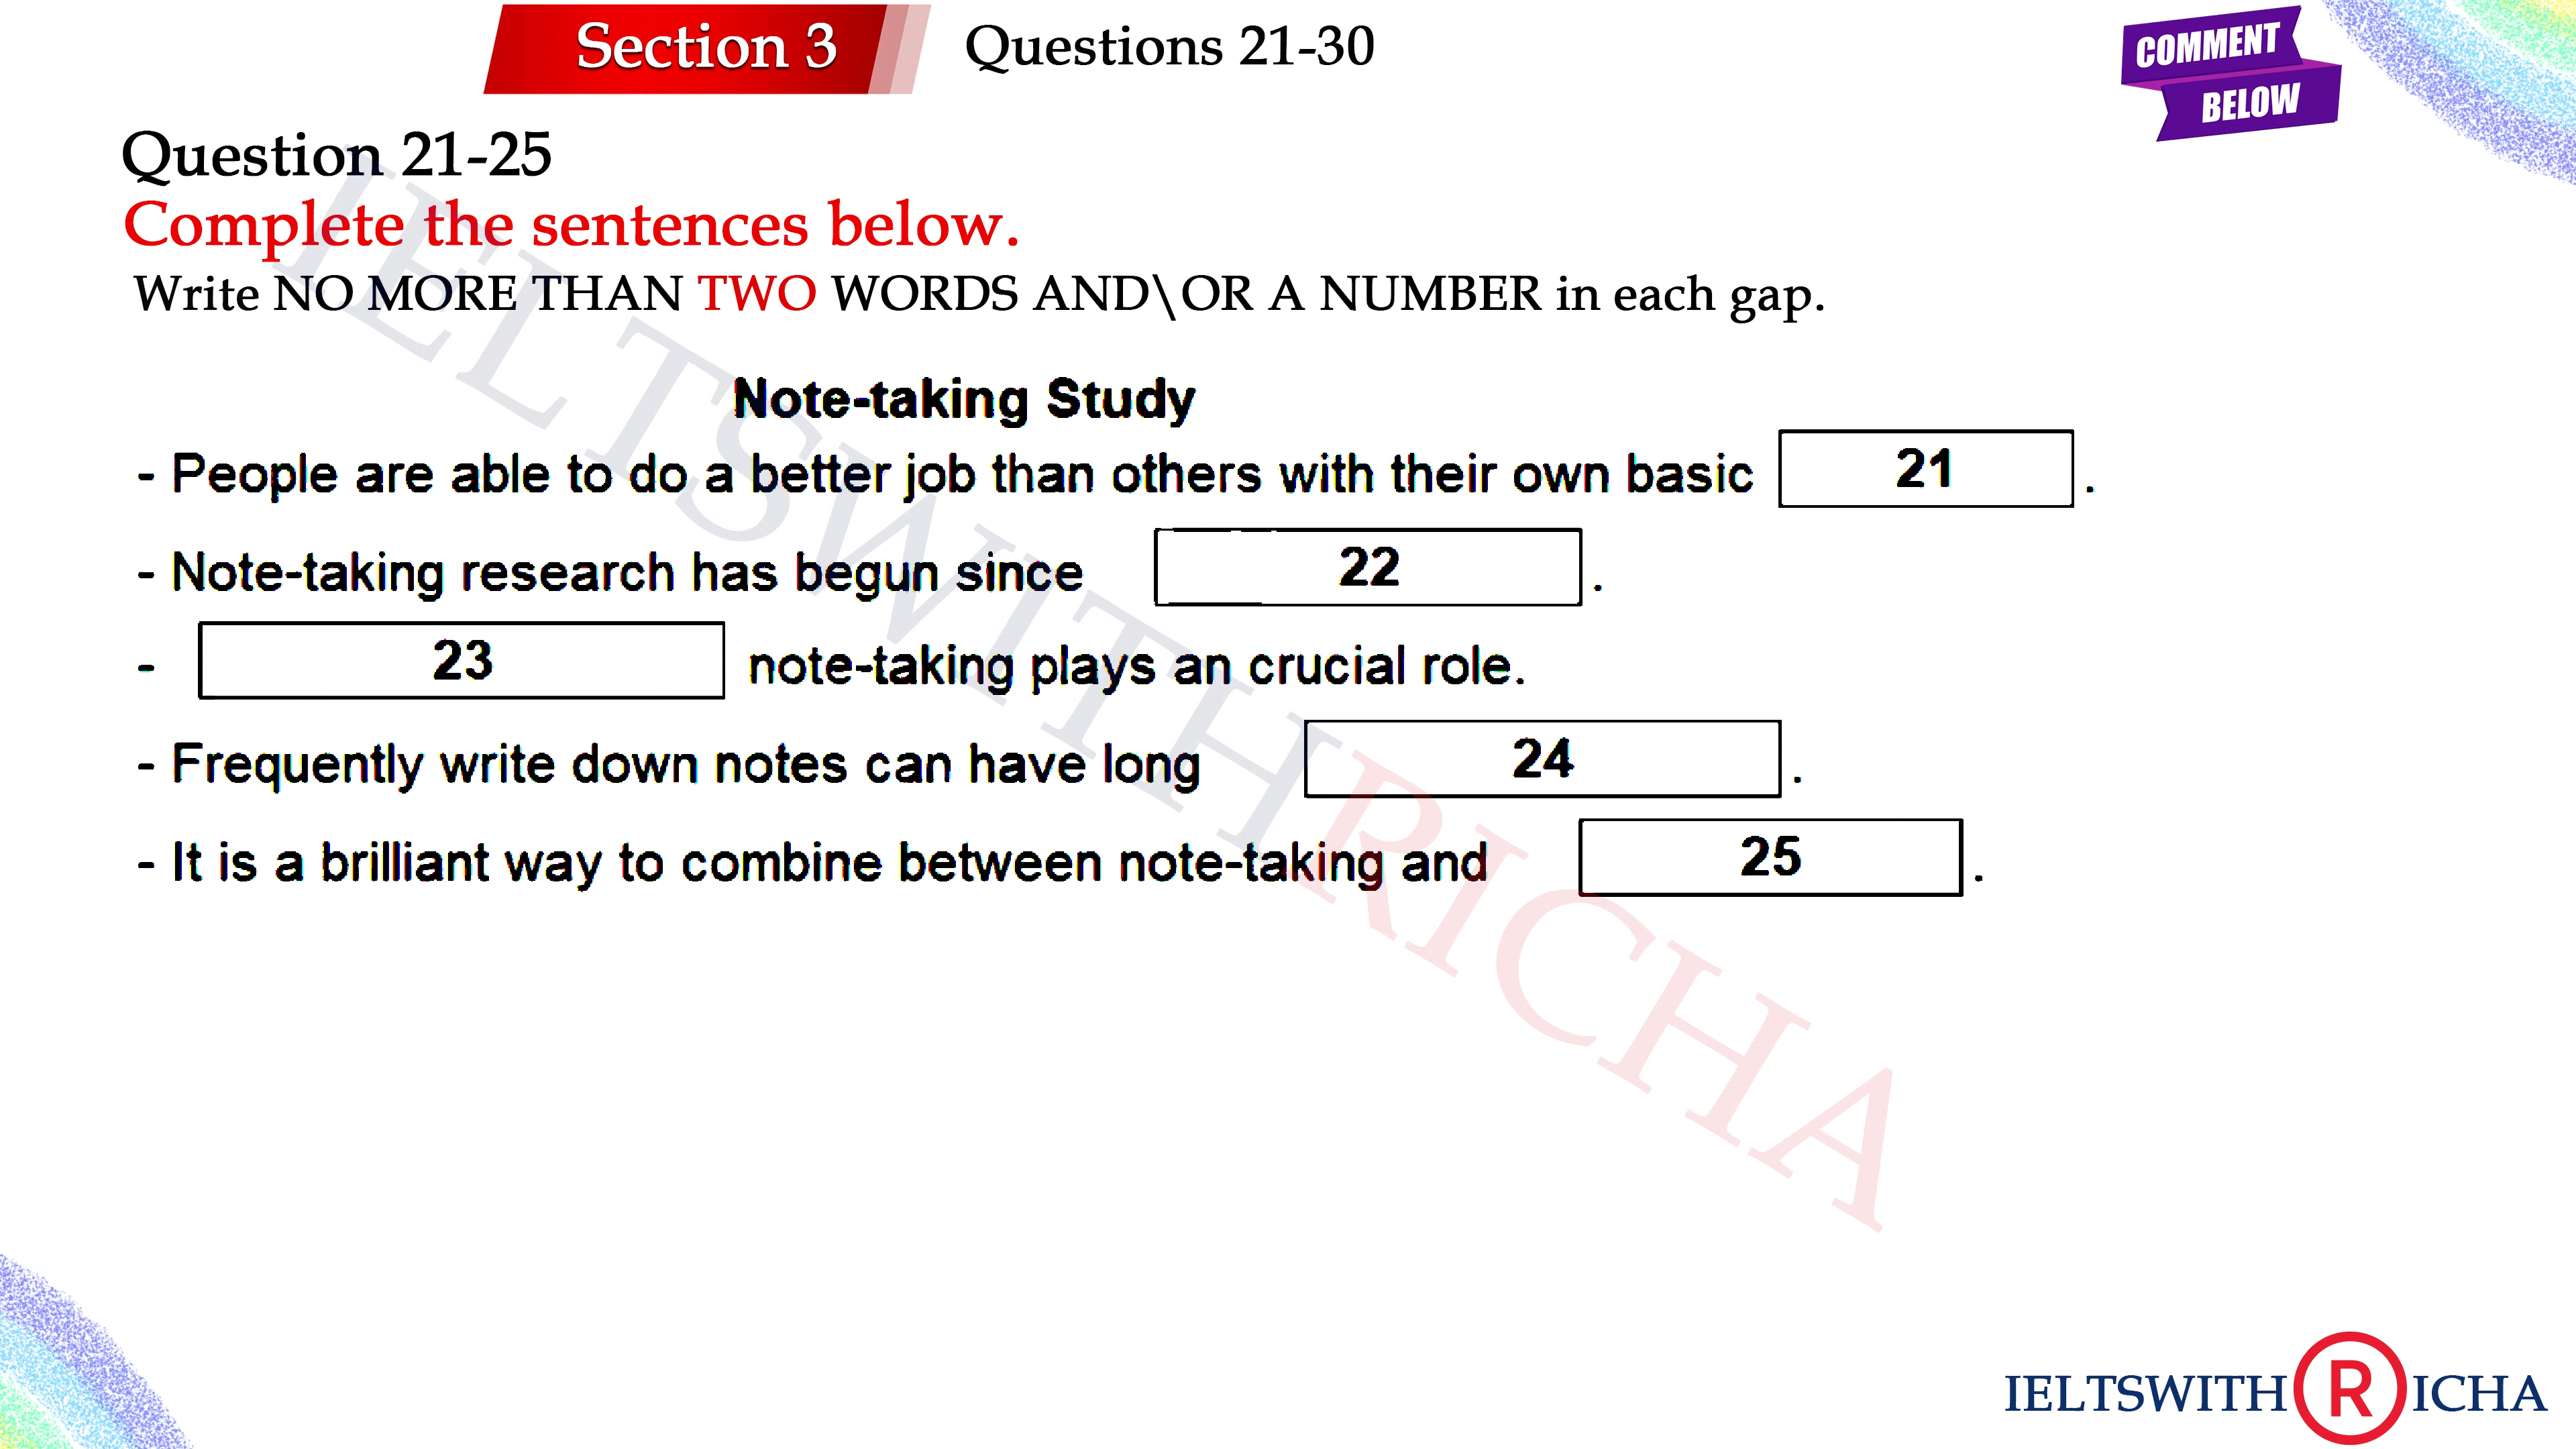 Section 3
Questions 21-30
COMMENT
BELOW
Question 21-25
Complete the sentences below.
Write NO MORE THAN TWO WORDS AND\OR A NUMBER in each gap.
Note-taking Study
- People are able to do a better job than others with their own basic 21 .
- Note-taking research has begun since 22 .
- 23 note-taking plays an crucial role.
- Frequently write down notes can have long 24 .
- It is a brilliant way to combine between note-taking and 25 .
IELTSWITHRICHA
IELTSWITHRICHA